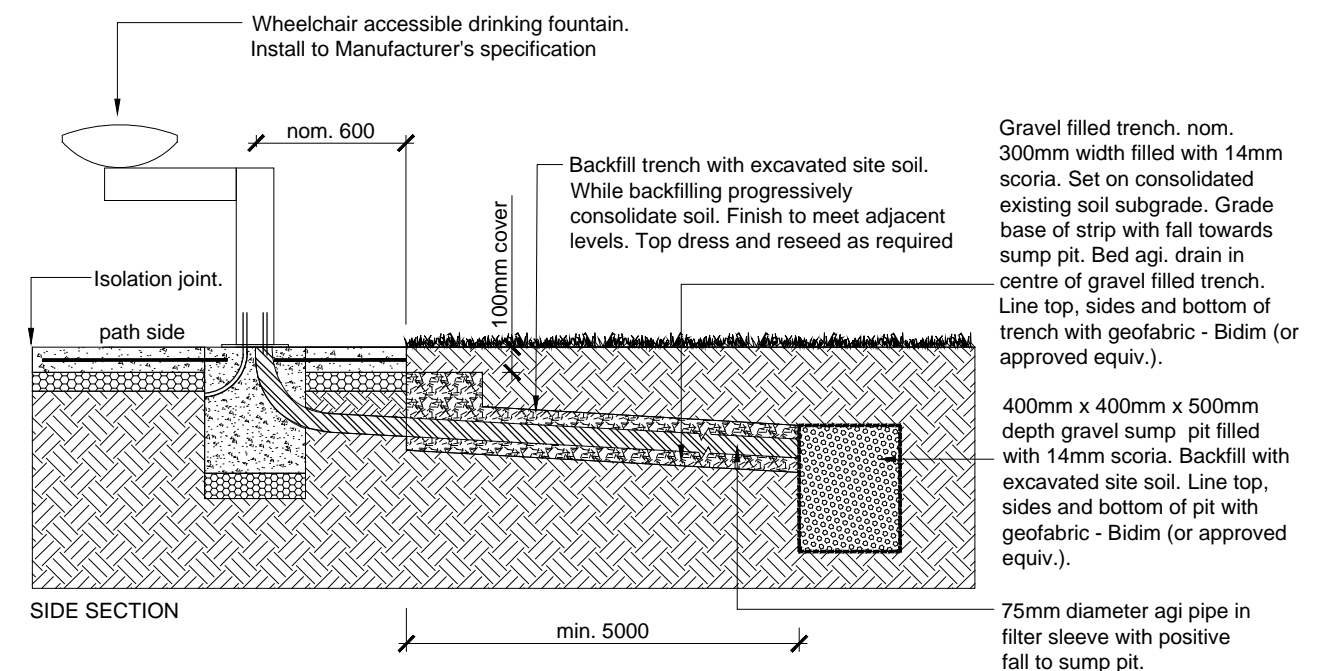 Wheelchair accessible drinking fountain.
Install to Manufacturer's specification
nom. 600
Backfill trench with excavated site soil.
While backfilling progressively
consolidate soil. Finish to meet adjacent
levels. Top dress and reseed as required
100mm cover
Isolation joint.
path side
Gravel filled trench. nom.
300mm width filled with 14mm
scoria. Set on consolidated
existing soil subgrade. Grade
base of strip with fall towards
sump pit. Bed agi. drain in
centre of gravel filled trench.
Line top, sides and bottom of
trench with geofabric - Bidim (or
approved equiv.).
400mm x 400mm x 500mm
depth gravel sump pit filled
with 14mm scoria. Backfill with
excavated site soil. Line top,
sides and bottom of pit with
geofabric - Bidim (or approved
equiv.).
75mm diameter agi pipe in
filter sleeve with positive
fall to sump pit.
SIDE SECTION
min. 5000